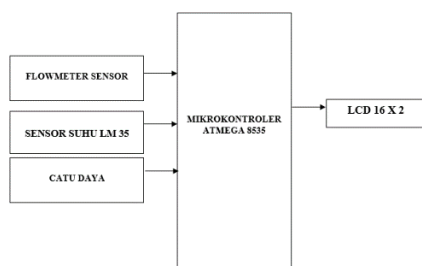 FLOWMETER SENSOR
SENSOR SUHU LM 35
CATU DAYA
MIKROKONTROLER
ATMEGA 8535
LCD 16 X 2